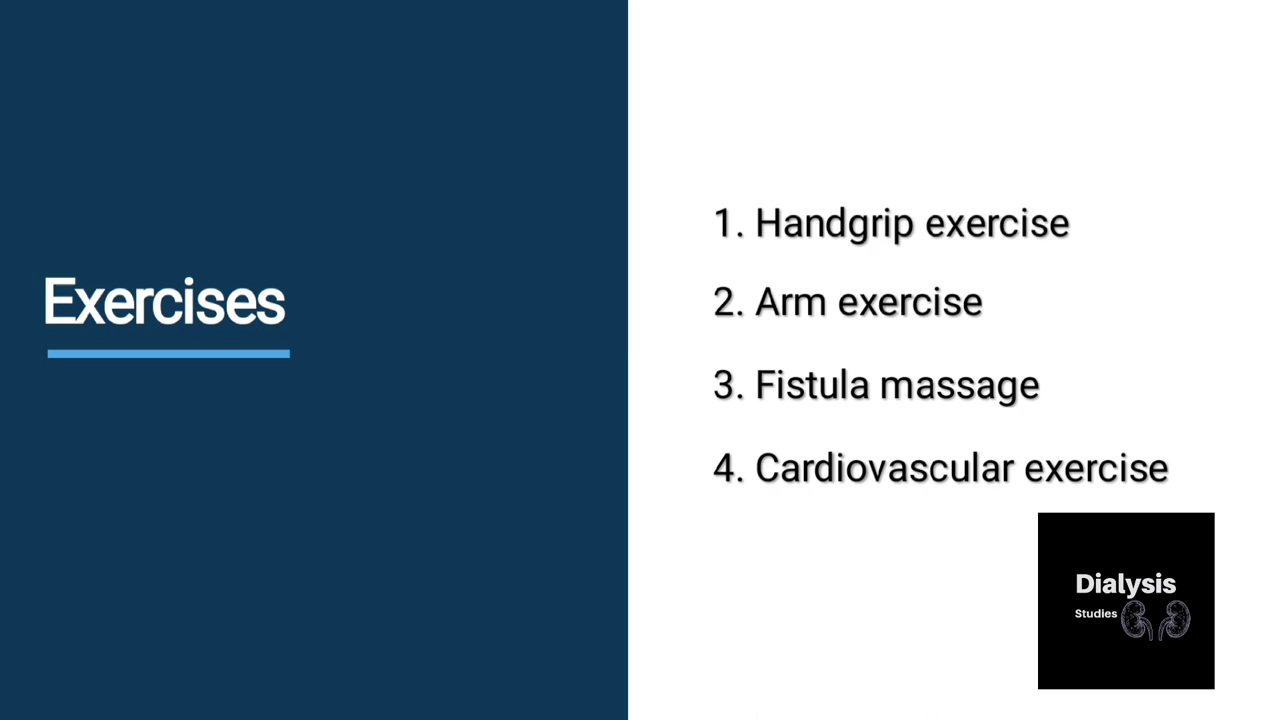 Exercises
1. Handgrip exercise
2. Arm exercise
3. Fistula massage
4. Cardiovascular exercise
Dialysis
Studies